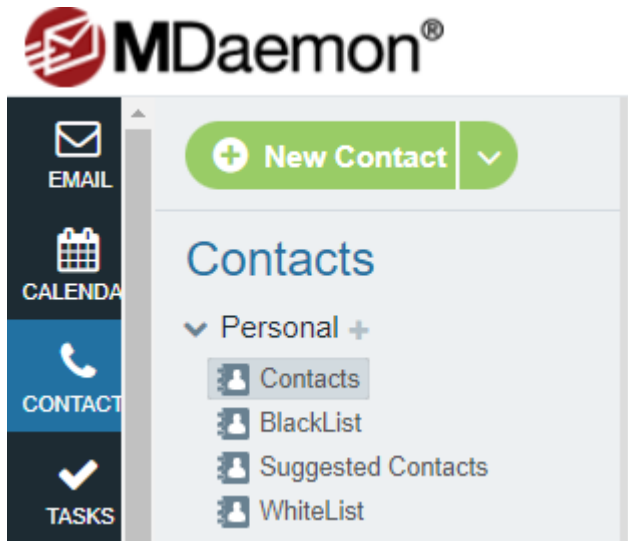 MDaemon®
EMAIL
CALENDA
CONTACT
TASKS
New Contact
Contacts
Personal
Contacts
BlackList
Suggested Contacts
WhiteList